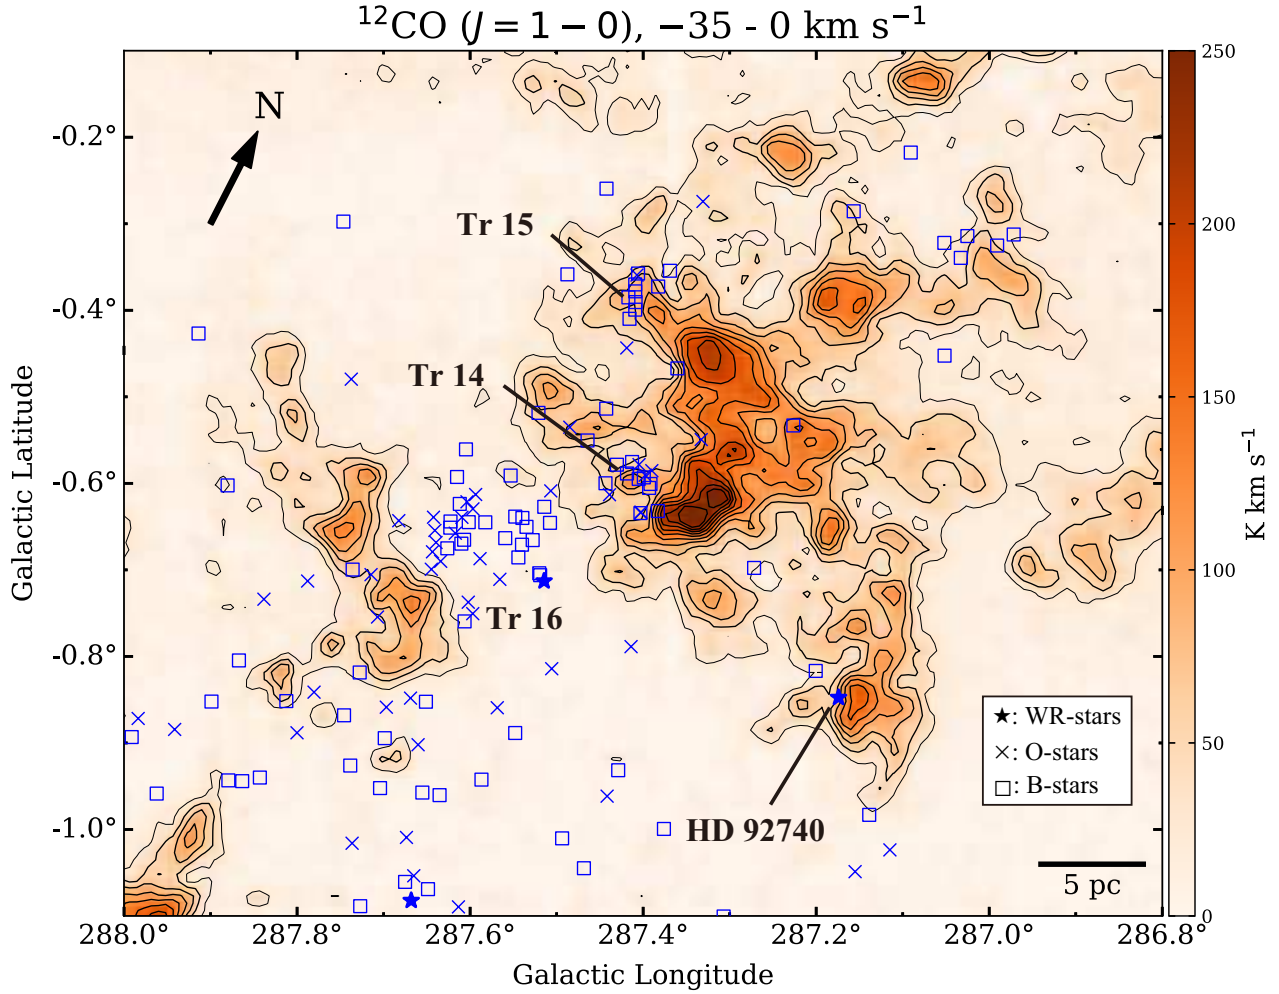 ¹²CO (J = 1 − 0), −35 - 0 km s⁻¹
N
Tr 15
Tr 14
Tr 16
HD 92740
★: WR-stars
×: O-stars
□: B-stars
5 pc
-0.2°
-0.4°
-0.6°
-0.8°
-1.0°
Galactic Latitude
288.0°
287.8°
287.6°
287.4°
287.2°
287.0°
286.8°
Galactic Longitude
250
200
150
100
50
0
K km s⁻¹